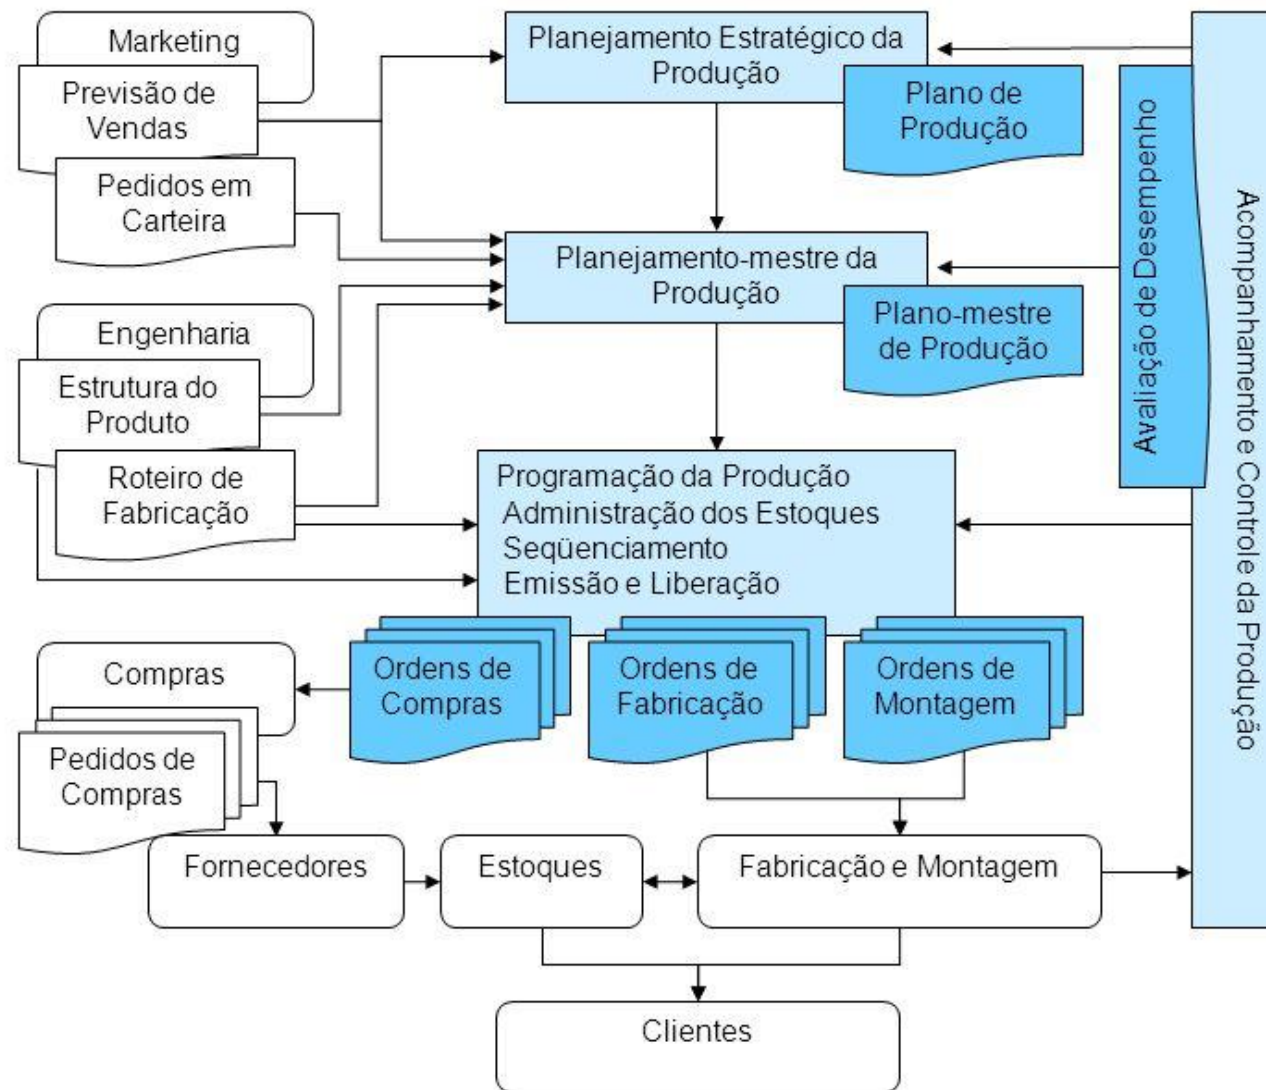 Marketing
Previsão de
Vendas
Pedidos em
Carteira
Planejamento Estratégico da
Produção
Plano de
Produção
Planejamento-mestre da
Produção
Plano-mestre
de Produção
Avaliação de Desempenho
Acompanhamento e Controle da Produção
Engenharia
Estrutura do
Produto
Roteiro de
Fabricação
Programação da Produção
Administração dos Estoques
Seqüenciamento
Emissão e Liberação
Compras
Pedidos de
Compras
Ordens de
Compras
Ordens de
Fabricação
Ordens de
Montagem
Fornecedores
Estoques
Fabricação e Montagem
Clientes